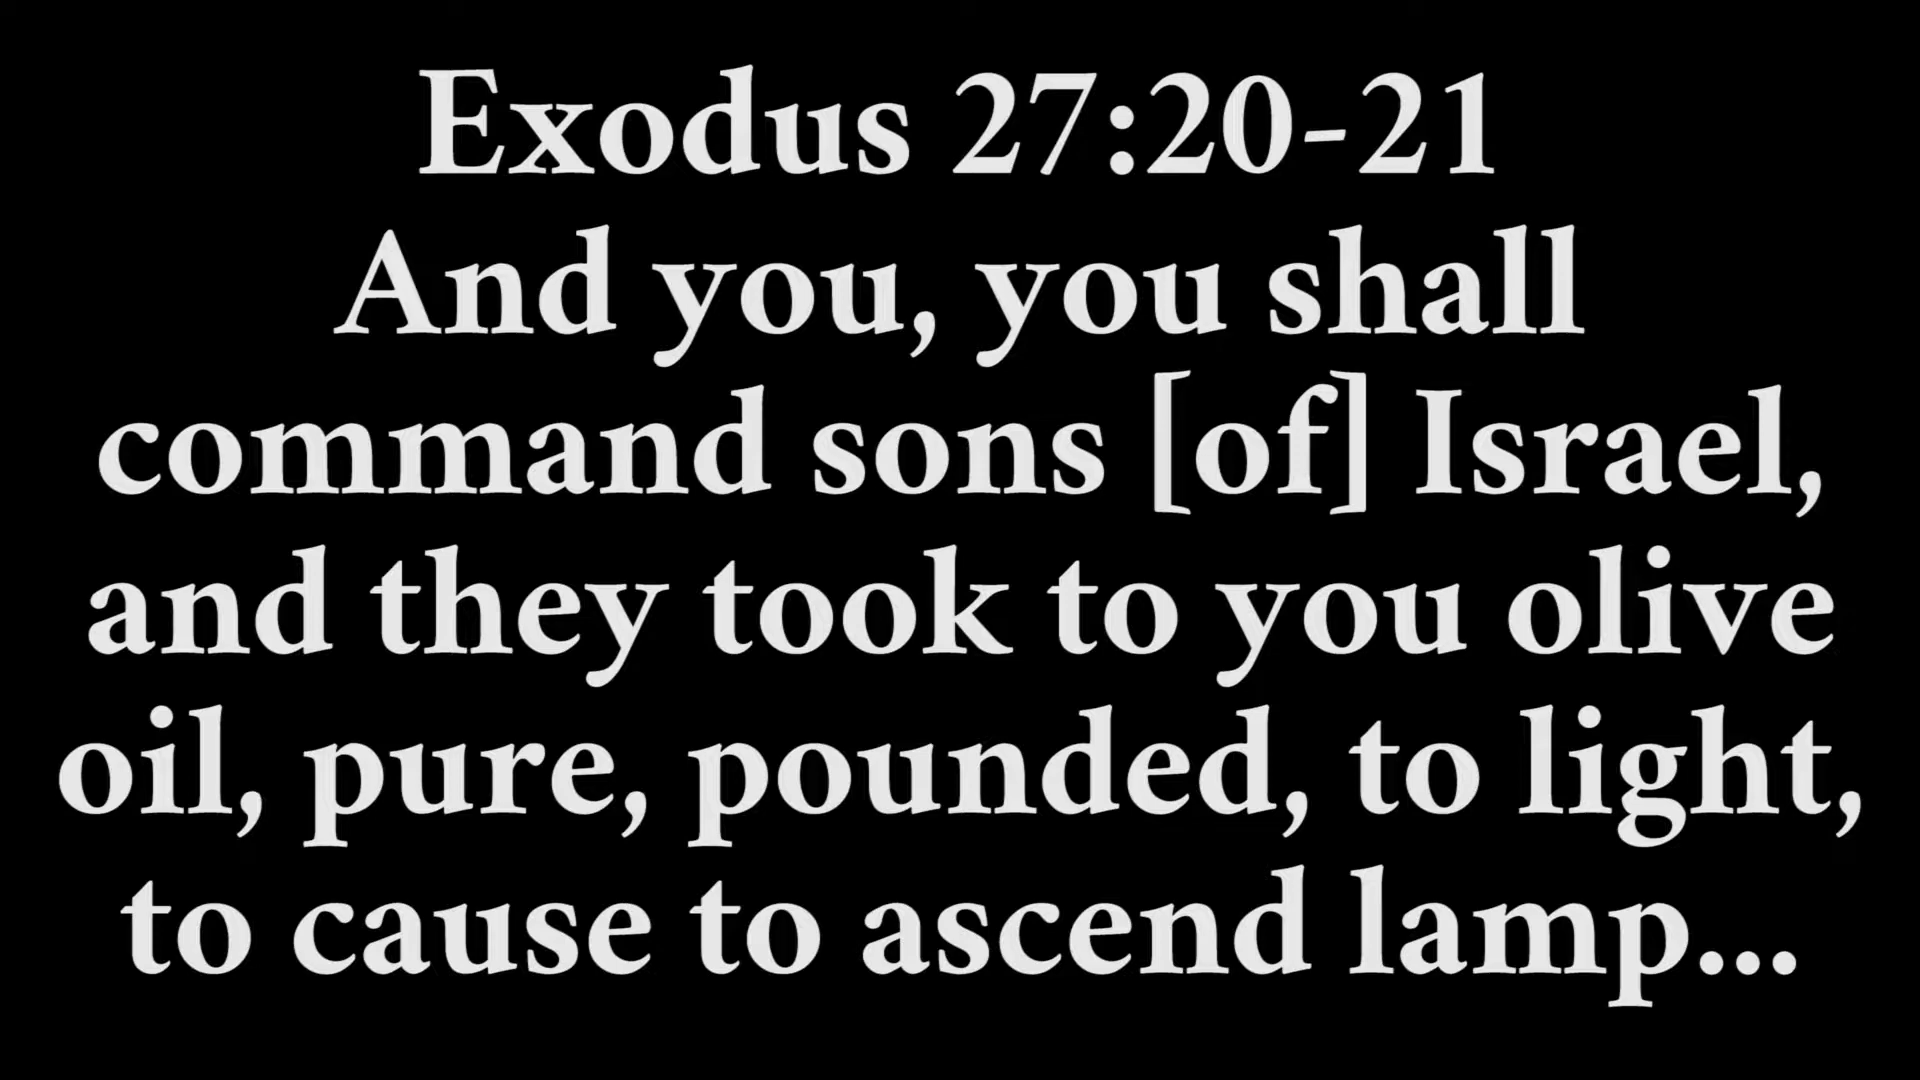 Exodus 27:20-21
And you, you shall
command sons [of] Israel,
and they took to you olive
oil, pure, pounded, to light,
to cause to ascend lamp...